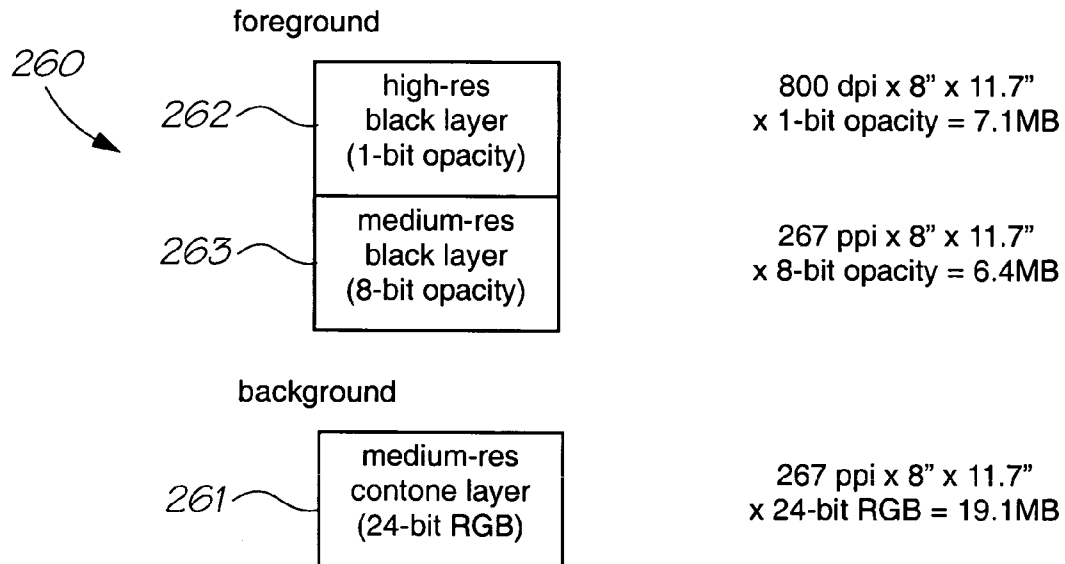 foreground
260
262
high-res
black layer
(1-bit opacity)
800 dpi x 8” x 11.7”
x 1-bit opacity = 7.1MB
263
medium-res
black layer
(8-bit opacity)
267 ppi x 8” x 11.7”
x 8-bit opacity = 6.4MB
background
261
medium-res
contone layer
(24-bit RGB)
267 ppi x 8” x 11.7”
x 24-bit RGB = 19.1MB